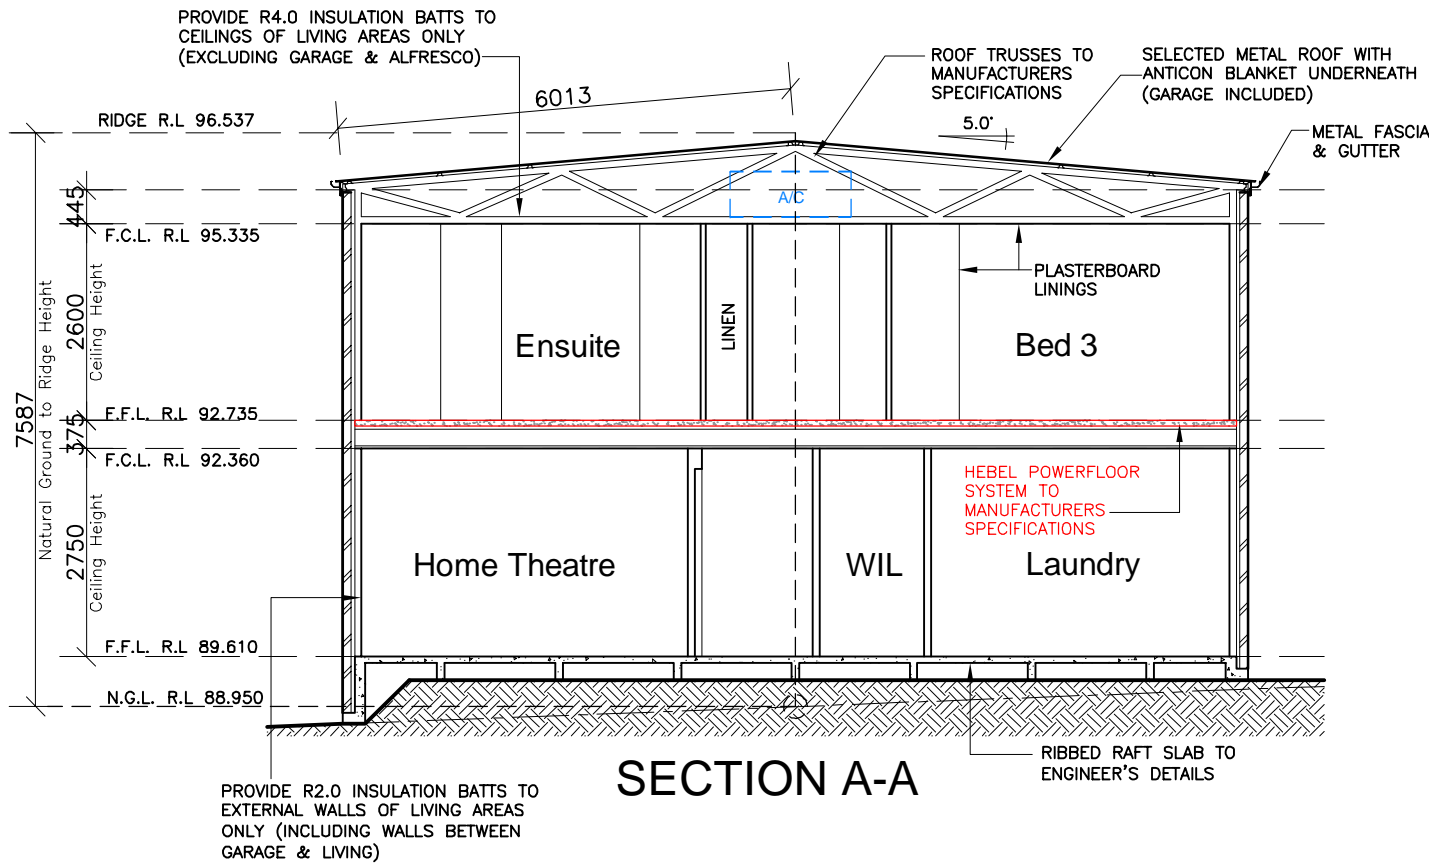 PROVIDE R4.0 INSULATION BATTS TO
CEILINGS OF LIVING AREAS ONLY
(EXCLUDING GARAGE & ALFRESCO)
ROOF TRUSSES TO
MANUFACTURERS
SPECIFICATIONS
SELECTED METAL ROOF WITH
ANTICON BLANKET UNDERNEATH
(GARAGE INCLUDED)
METAL FASCIA
& GUTTER
6013
5.0°
RIDGE R.L 96.537
445
A/C
F.C.L. R.L 95.335
2600
Ceiling Height
PLASTERBOARD
LININGS
Ensuite
LINEN
Bed 3
7587
Natural Ground to Ridge Height
F.F.L. R.L 92.735
375
F.C.L. R.L 92.360
HEBEL POWERFLOOR
SYSTEM TO
MANUFACTURERS
SPECIFICATIONS
2750
Ceiling Height
Home Theatre
WIL
Laundry
F.F.L. R.L 89.610
N.G.L. R.L 88.950
RIBBED RAFT SLAB TO
ENGINEER'S DETAILS
SECTION A-A
PROVIDE R2.0 INSULATION BATTS TO
EXTERNAL WALLS OF LIVING AREAS
ONLY (INCLUDING WALLS BETWEEN
GARAGE & LIVING)